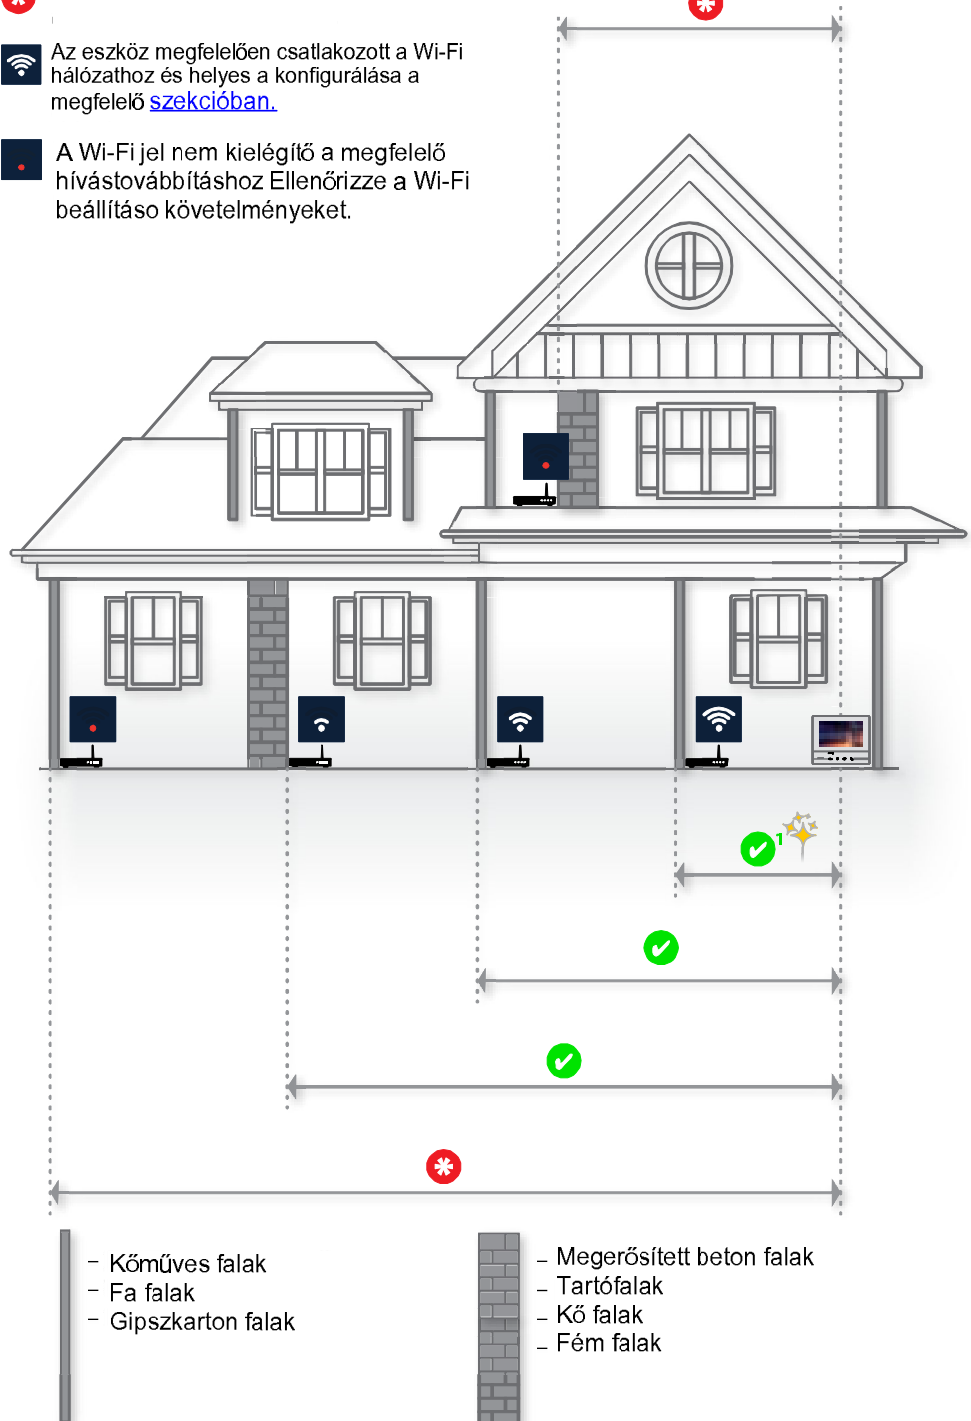 Az eszköz megfelelően csatlakozott a Wi-Fi
hálózathoz és helyes a konfigurálása a
megfelelő szekcióban.
A Wi-Fi jel nem kielégítő a megfelelő
hívástovábbításhoz Ellenőrizze a Wi-Fi
beállításo követelményeket.
1
– Kőműves falak
– Fa falak
– Gipszkarton falak
– Megerősített beton falak
– Tartófalak
– Kő falak
– Fém falak